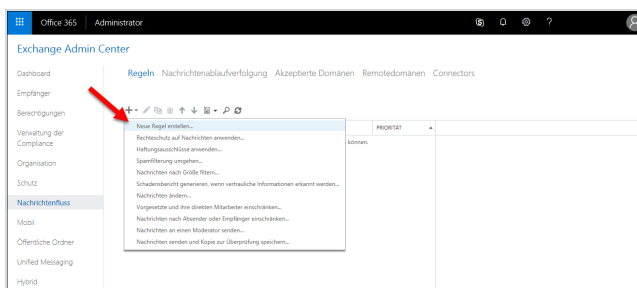 Office 365 Administrator
?
Exchange Admin Center
Dashboard
Empfänger
Berechtigungen
Verwaltung der
Compliance
Organisation
Schutz
Nachrichtenfluss
Mobil
Öffentliche Ordner
Unified Messaging
Hybrid
Regeln Nachrichtenablaufverfolgung Akzeptierte Domänen Remotedomänen Connectors
Neue Regel erstellen...
Rechteschutz auf Nachrichten anwenden...
Haftungsausschlüsse anwenden...
Spamfilterung umgehen...
Nachrichten nach Größe filtern...
Schadensbericht generieren, wenn vertrauliche Informationen erkannt werden...
Nachrichten ändern...
Vorgesetzte und ihre direkten Mitarbeiter einschränken...
Nachrichten nach Absender oder Empfänger einschränken...
Nachrichten an einen Moderator senden...
Nachrichten senden und Kopie zur Überprüfung speichern...
PRIORITÄT
können.